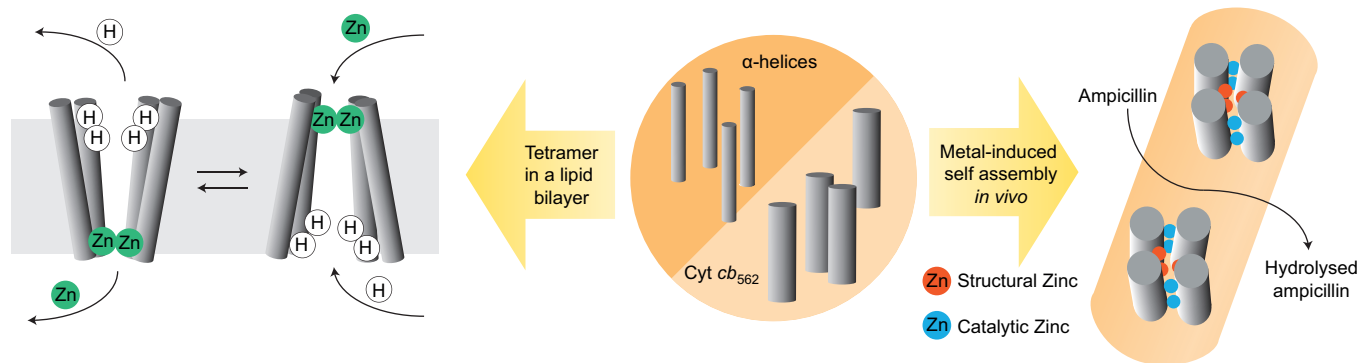 H
Zn
H
H
H
H
Zn Zn
Zn
Zn Zn
H
H
H
H
H
Tetramer
in a lipid
bilayer
α-helices
Cyt cb562
Metal-induced
self assembly
in vivo
Zn Structural Zinc
Zn Catalytic Zinc
Ampicillin
Hydrolysed
ampicillin